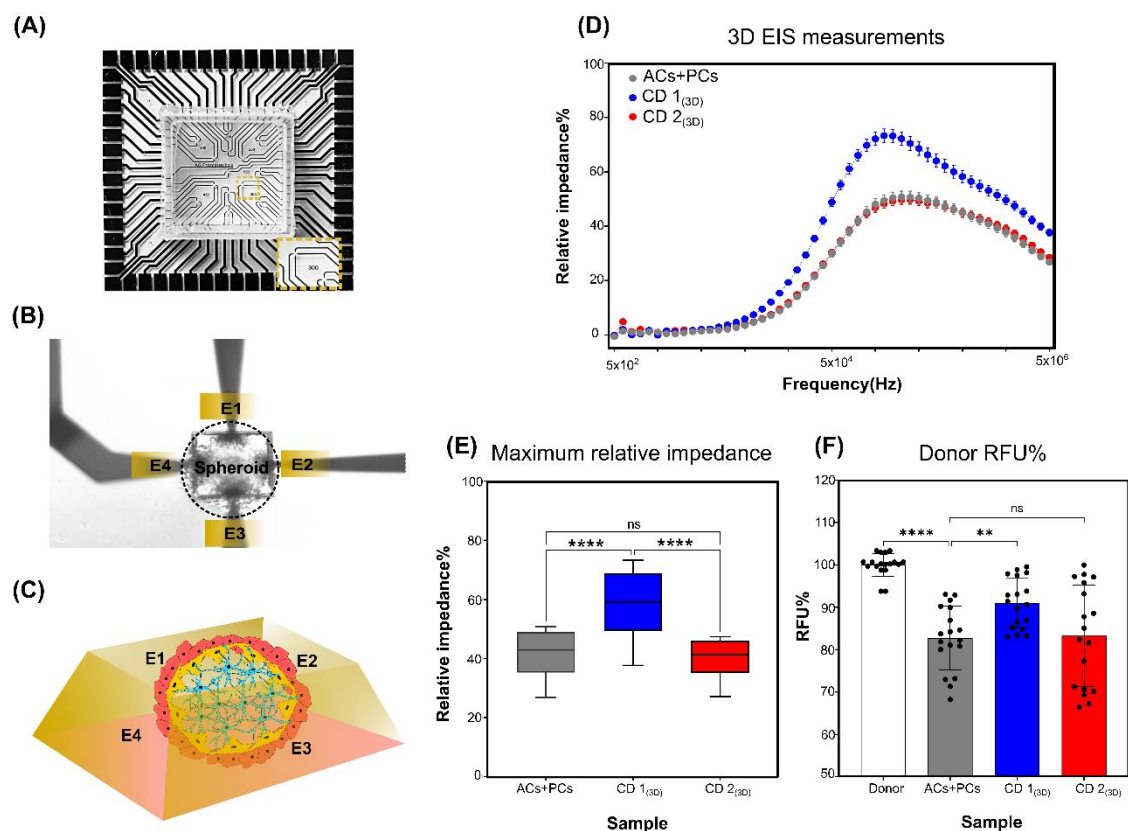 (A)
300
(B)
E1
E4
Spheroid
E2
E3
(C)
E1
E2
E4
E3
(D)
3D EIS measurements
100
80
60
40
20
0
Relative impedance%
ACs+PCs
CD 1(3D)
CD 2(3D)
5x10²
5x10⁴
5x10⁶
Frequency(Hz)
(E)
Maximum relative impedance
100
80
60
40
20
0
Relative impedance%
ns
****
****
ACs+PCs
CD 1(3D)
CD 2(3D)
Sample
(F)
Donor RFU%
120
110
100
90
80
70
60
50
RFU%
ns
****
**
Donor
ACs+PCs
CD 1(3D)
CD 2(3D)
Sample